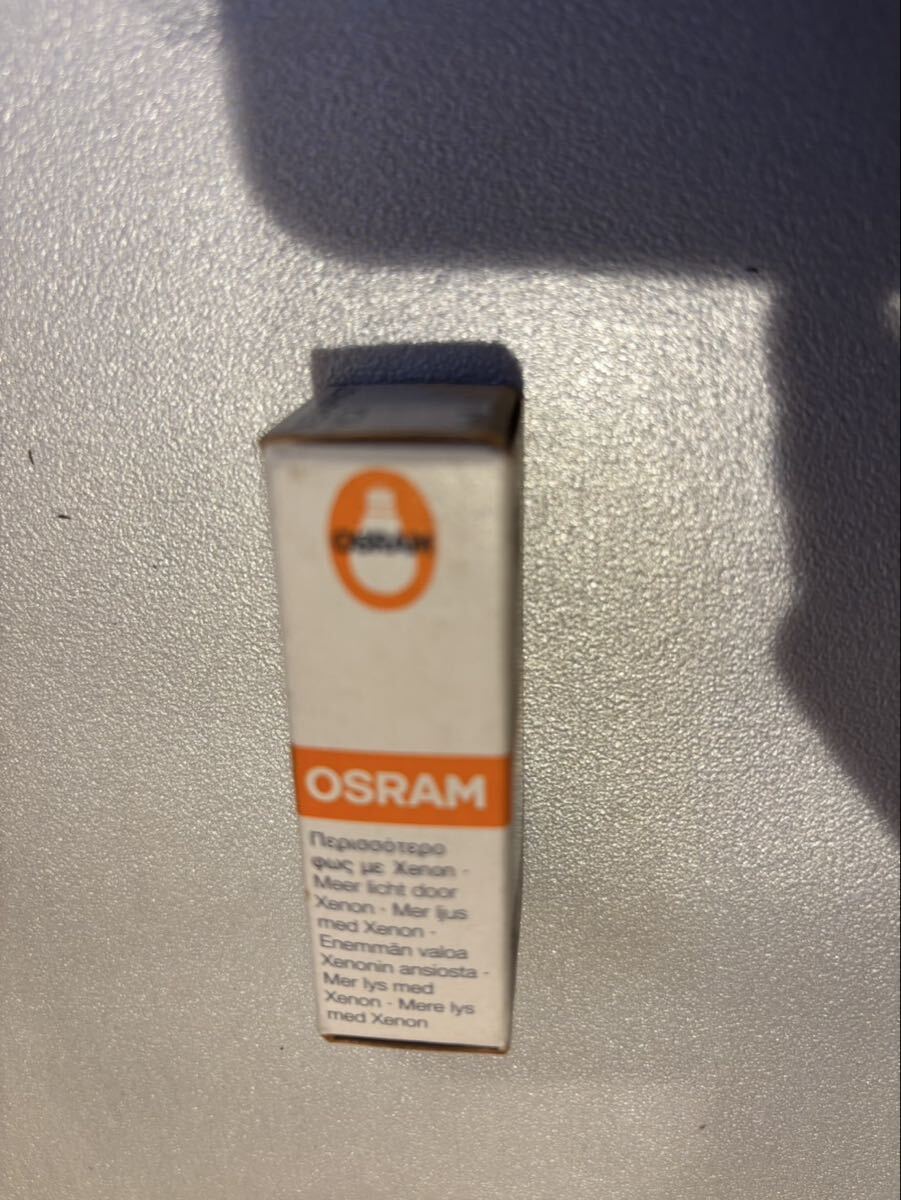 OSRAM
OSRAM
Περισσότερο
φως με Xenon -
Meer licht door
Xenon - Mer ljus
med Xenon -
Enemmän valoa
Xenonin ansiosta -
Mer lys med
Xenon - Mere lys
med Xenon